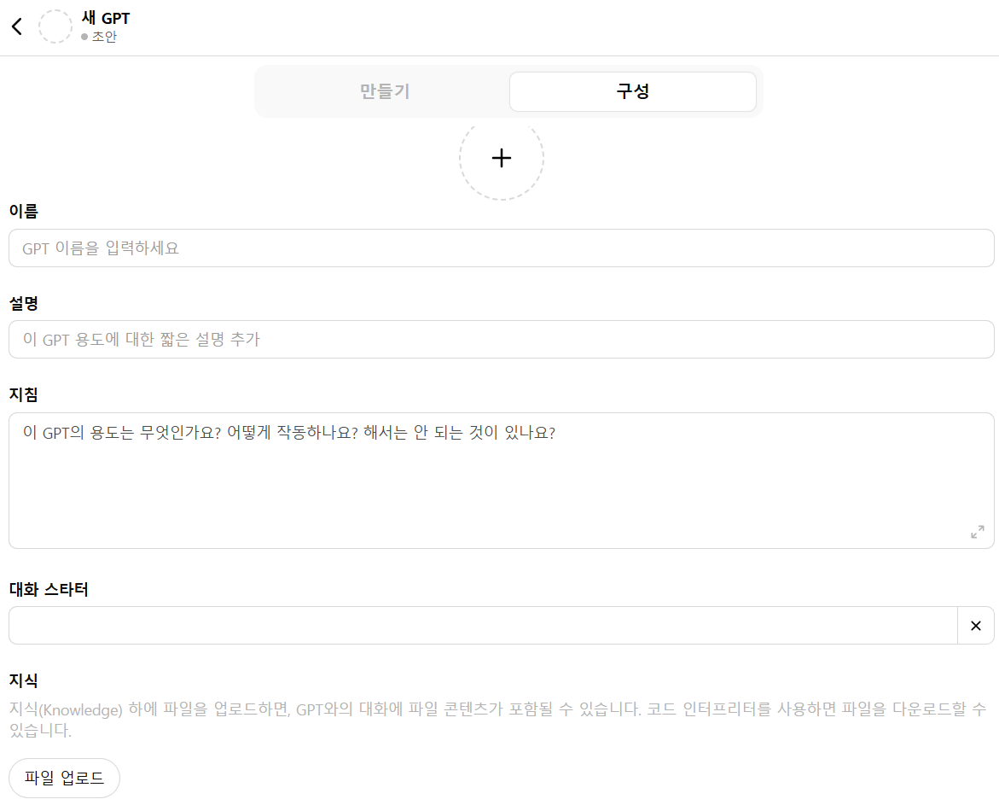 새 GPT
초안
만들기
구성
이름
GPT 이름을 입력하세요
설명
이 GPT 용도에 대한 짧은 설명 추가
지침
이 GPT의 용도는 무엇인가요? 어떻게 작동하나요? 해서는 안 되는 것이 있나요?
대화 스타터
지식
지식(Knowledge) 하에 파일을 업로드하면, GPT와의 대화에 파일 콘텐츠가 포함될 수 있습니다. 코드 인터프리터를 사용하면 파일을 다운로드할 수
있습니다.
파일 업로드